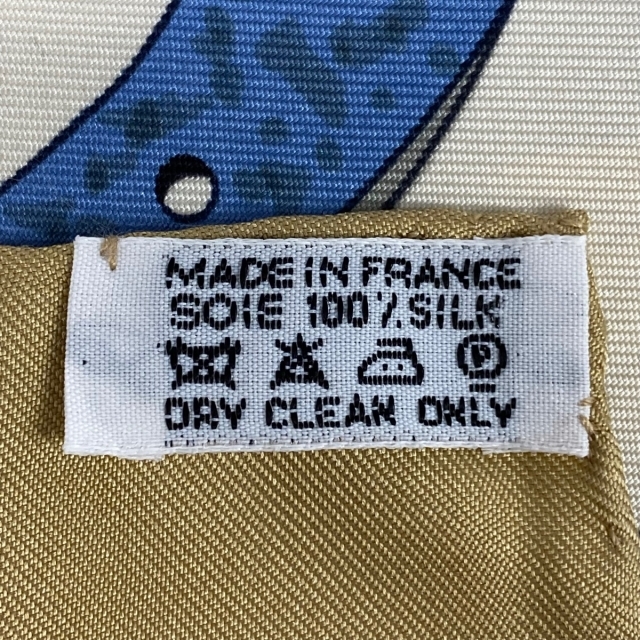 MADE IN FRANCE
SOIE 100% SILK
P
DRY CLEAN ONLY